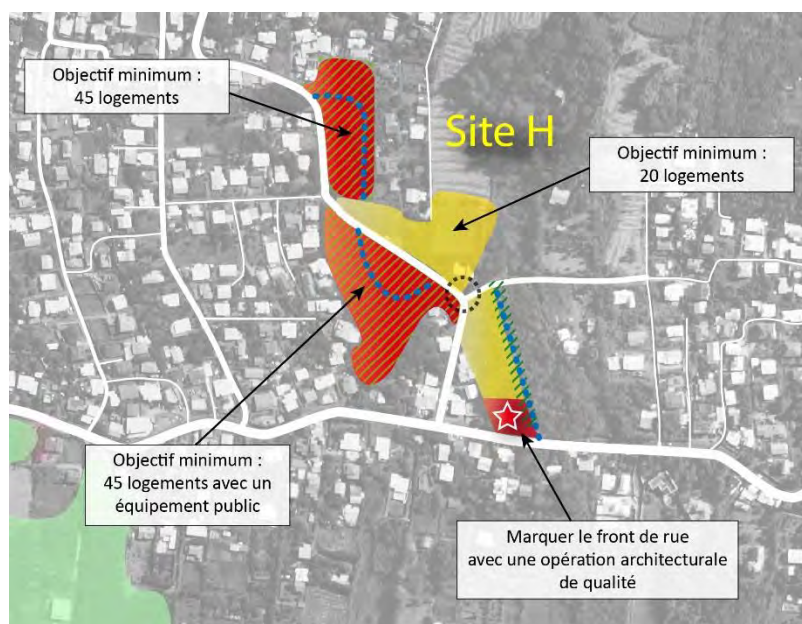 Objectif minimum :
45 logements
Site H
Objectif minimum :
20 logements
Objectif minimum :
45 logements avec un
équipement public
Marquer le front de rue
avec une opération architecturale
de qualité